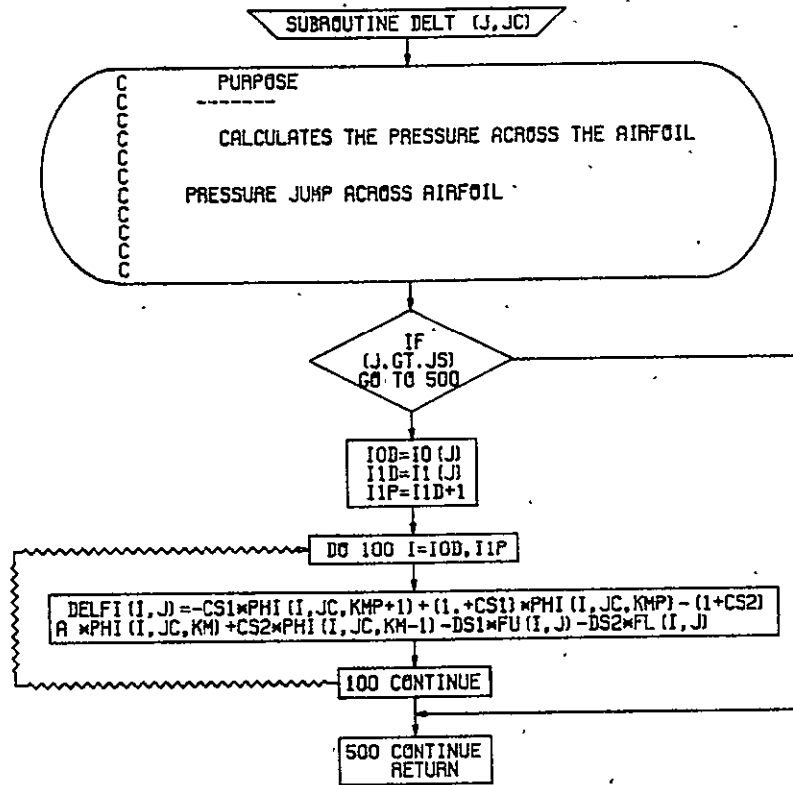 SUBROUTINE DELT (J,JC)
C PURPOSE
C -------
C
C CALCULATES THE PRESSURE ACROSS THE AIRFOIL
C
C
C PRESSURE JUMP ACROSS AIRFOIL
C
C
C
C
IF
(J.GT.JS)
GO TO 500
IOD=IO(J)
I1D=I1(J)
I1P=I1D+1
DO 100 I=IOD,I1P
DELFI(I,J)=-CS1*PHI(I,JC,KMP+1)+(1.+CS1)*PHI(I,JC,KMP)-(1+CS2)
A *PHI(I,JC,KM)+CS2*PHI(I,JC,KM-1)-DS1*FU(I,J)-DS2*FL(I,J)
100 CONTINUE
500 CONTINUE
RETURN